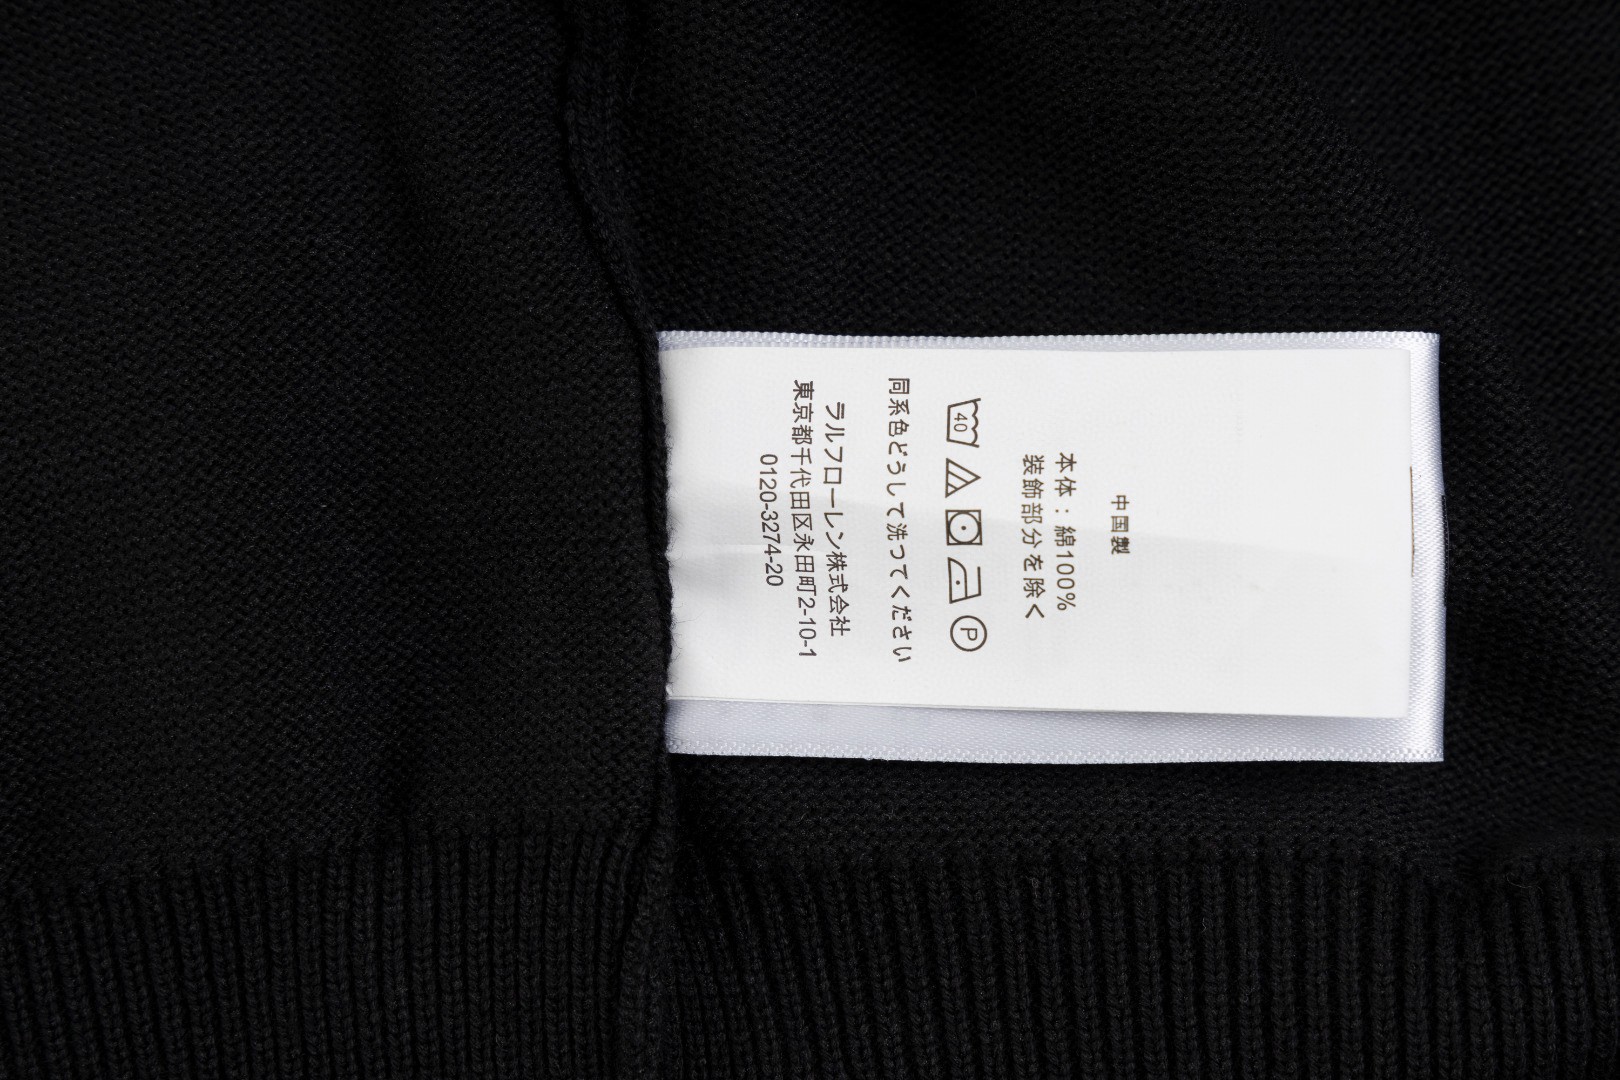 中国製
本体：綿100%
装飾部分を除く
40
P
同系色どうして洗ってください
ラルフローレン株式会社
東京都千代田区永田町2-10-1
0120-3274-20